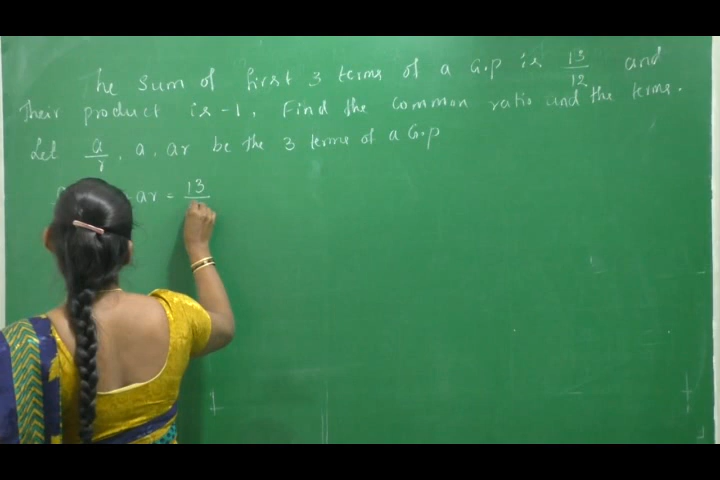 The sum of first 3 terms of a G.P is 13/12 and
Their product is -1, Find the common ratio and the terms.
Let a/r, a, ar be the 3 terms of a G.P
ar = 13